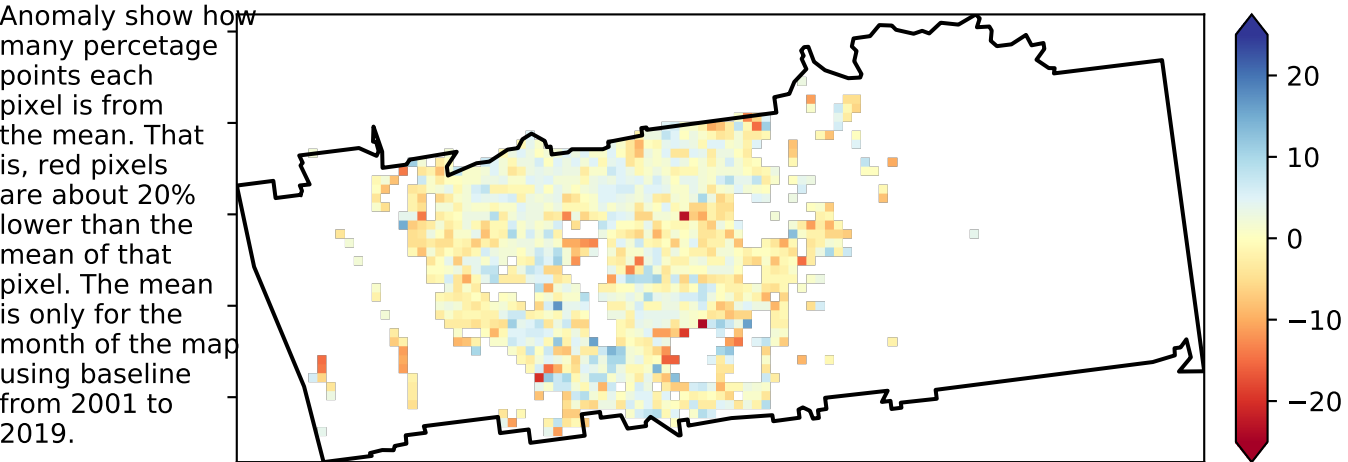 Anomaly show how
many percetage
points each
pixel is from
the mean. That
is, red pixels
are about 20%
lower than the
mean of that
pixel. The mean
is only for the
month of the map
using baseline
from 2001 to
2019.
20
10
0
−10
−20